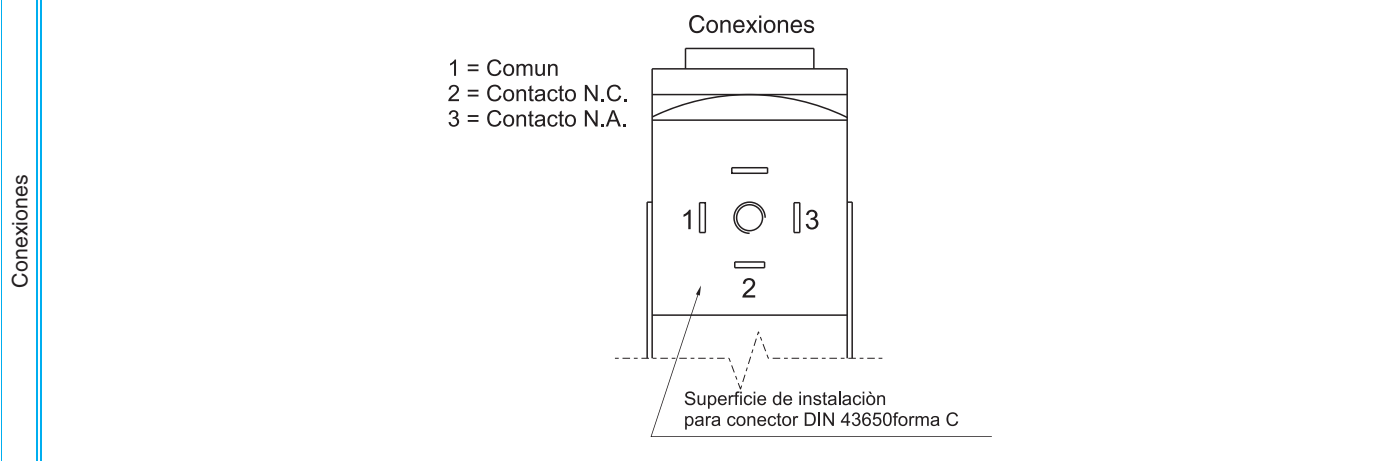 Conexiones
Conexiones
1 = Comun
2 = Contacto N.C.
3 = Contacto N.A.
1
3
2
Superficie de instalaciòn
para conector DIN 43650forma C